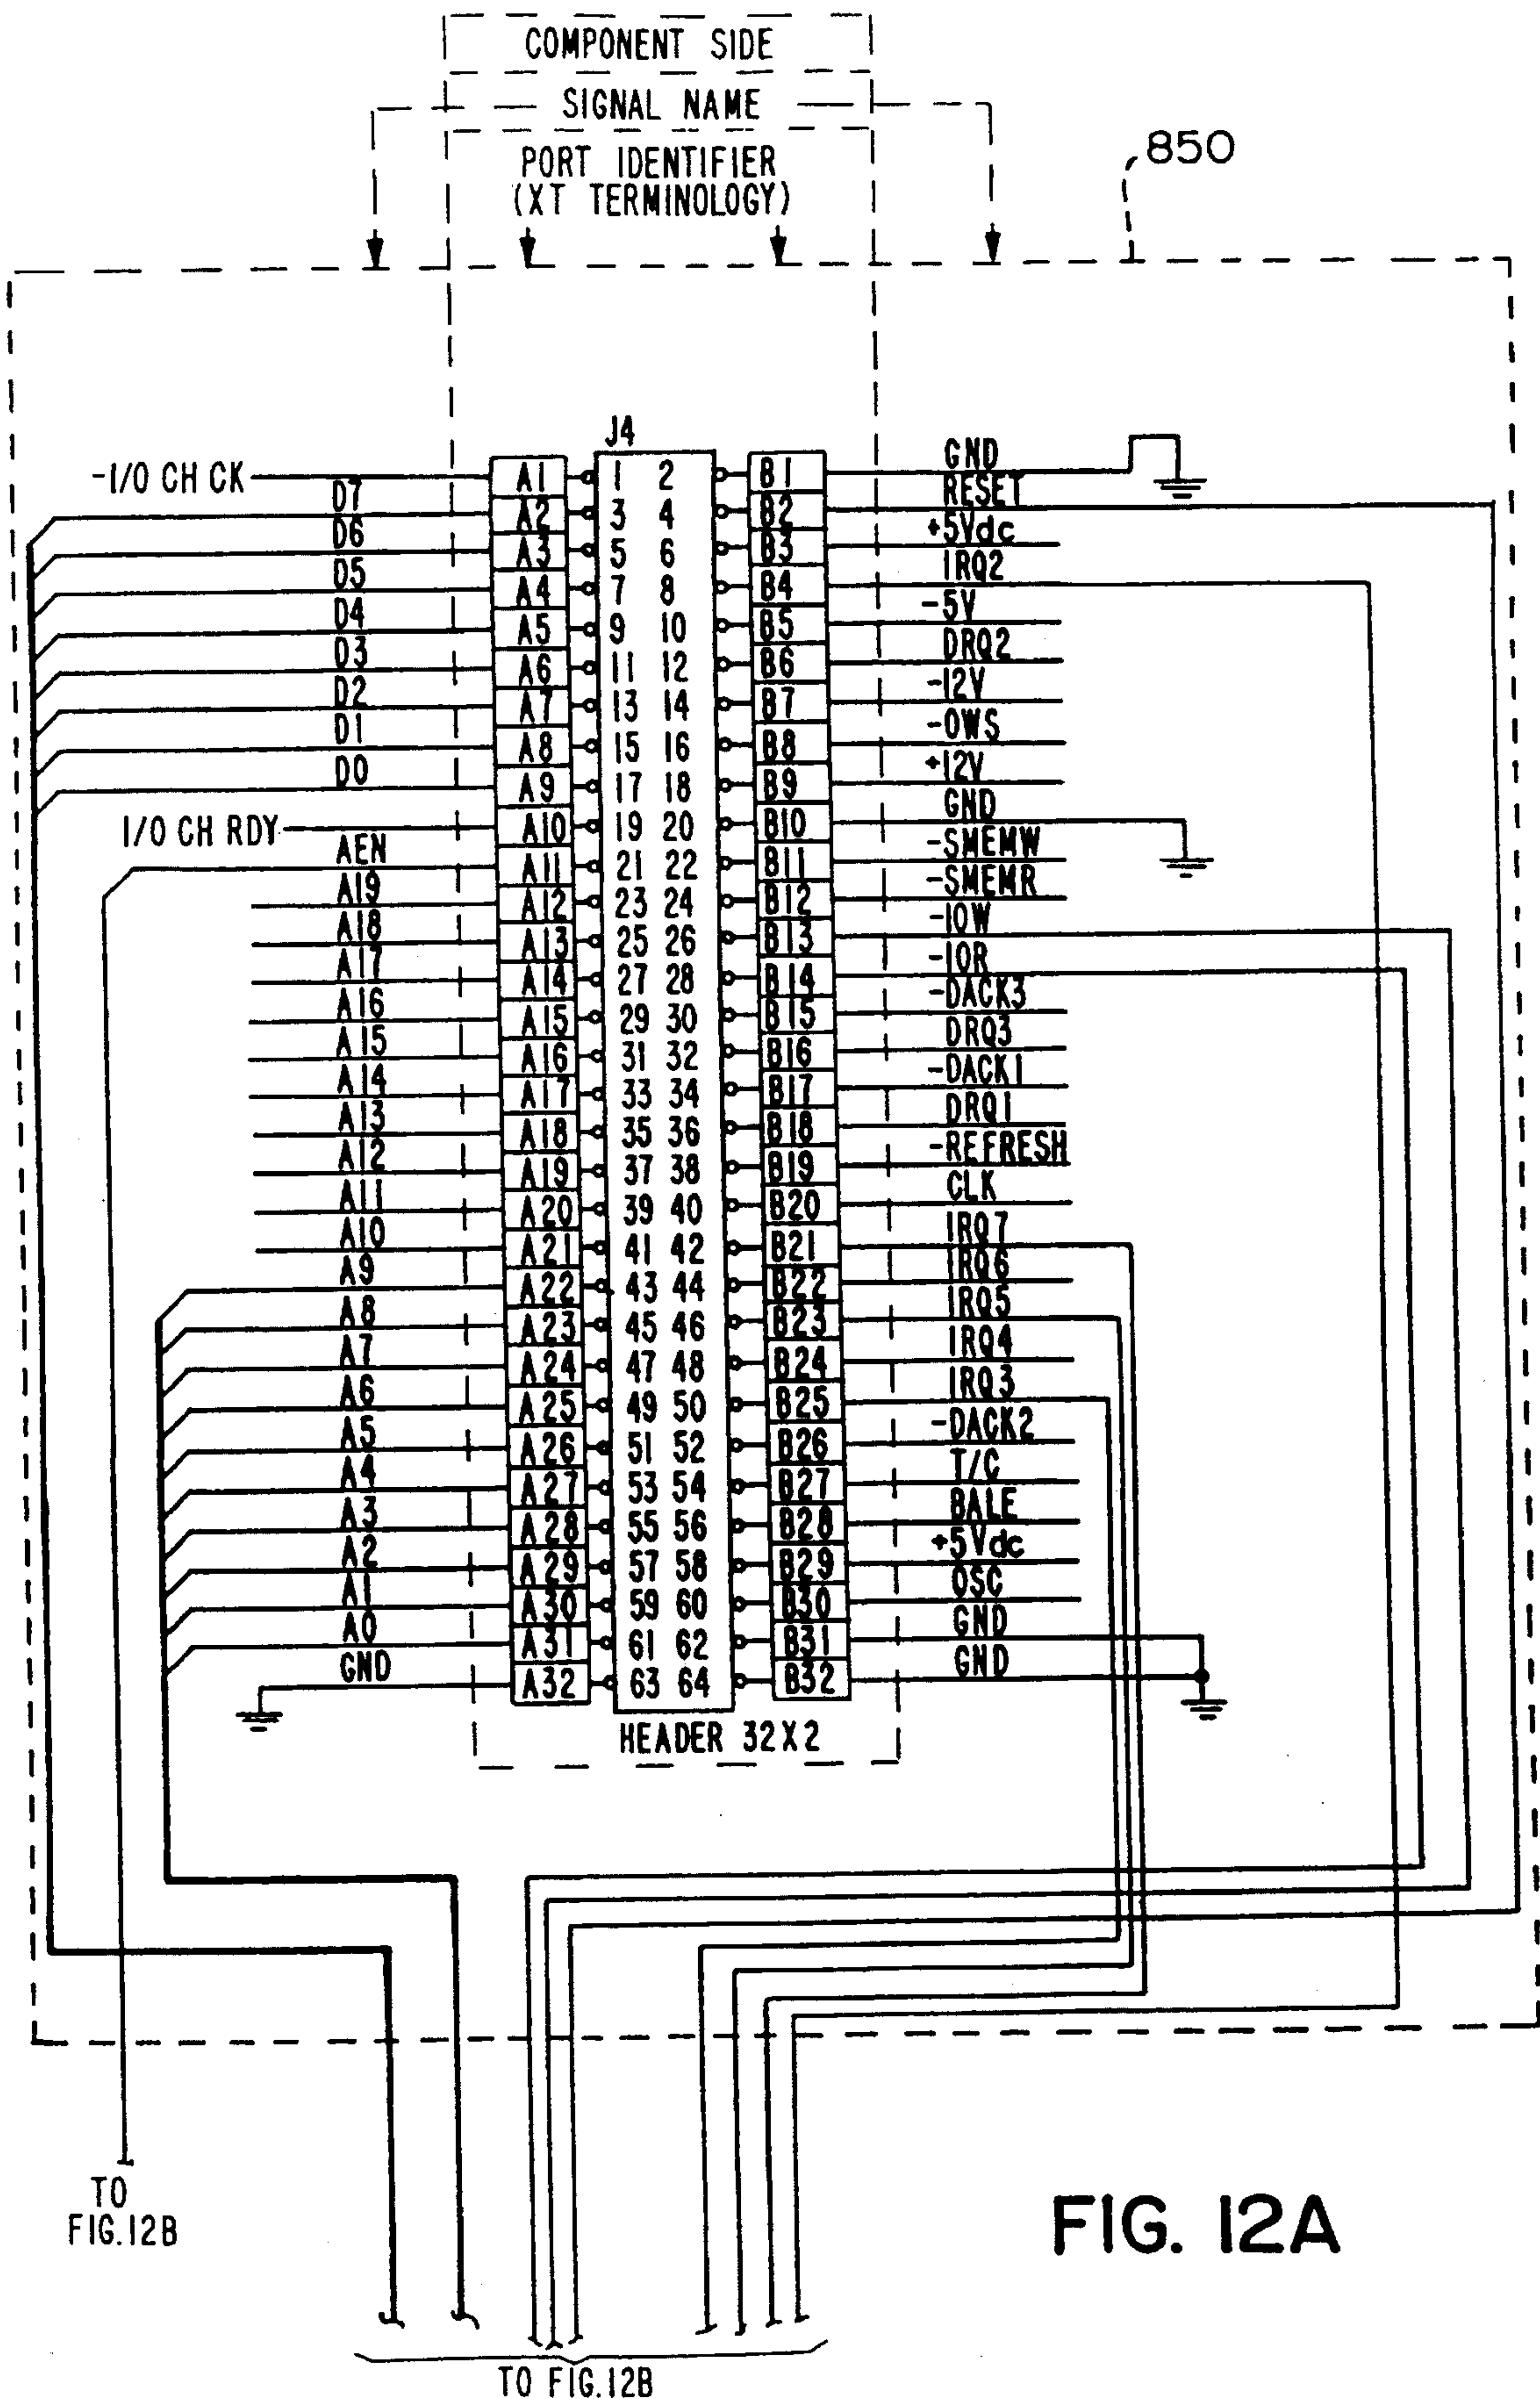 COMPONENT SIDE
SIGNAL NAME
PORT IDENTIFIER
(XT TERMINOLOGY)
850
J4
-I/O CH CK A1 1 2 B1 GND
D7 A2 3 4 B2 RESET
D6 A3 5 6 B3 +5Vdc
D5 A4 7 8 B4 IRQ2
D4 A5 9 10 B5 -5V
D3 A6 11 12 B6 DRQ2
D2 A7 13 14 B7 -12V
D1 A8 15 16 B8 -OWS
D0 A9 17 18 B9 +12V
I/O CH RDY A10 19 20 B10 GND
AEN A11 21 22 B11 -SMEMW
A19 A12 23 24 B12 -SMEMR
A18 A13 25 26 B13 -IOW
A17 A14 27 28 B14 -IOR
A16 A15 29 30 B15 -DACK3
A15 A16 31 32 B16 DRQ3
A14 A17 33 34 B17 -DACK1
A13 A18 35 36 B18 DRQ1
A12 A19 37 38 B19 -REFRESH
A11 A20 39 40 B20 CLK
A10 A21 41 42 B21 IRQ7
A9 A22 43 44 B22 IRQ6
A8 A23 45 46 B23 IRQ5
A7 A24 47 48 B24 IRQ4
A6 A25 49 50 B25 IRQ3
A5 A26 51 52 B26 -DACK2
A4 A27 53 54 B27 T/C
A3 A28 55 56 B28 BALE
A2 A29 57 58 B29 +5Vdc
A1 A30 59 60 B30 OSC
A0 A31 61 62 B31 GND
GND A32 63 64 B32 GND
HEADER 32X2
TO
FIG.12B
FIG. 12A
TO FIG.12B